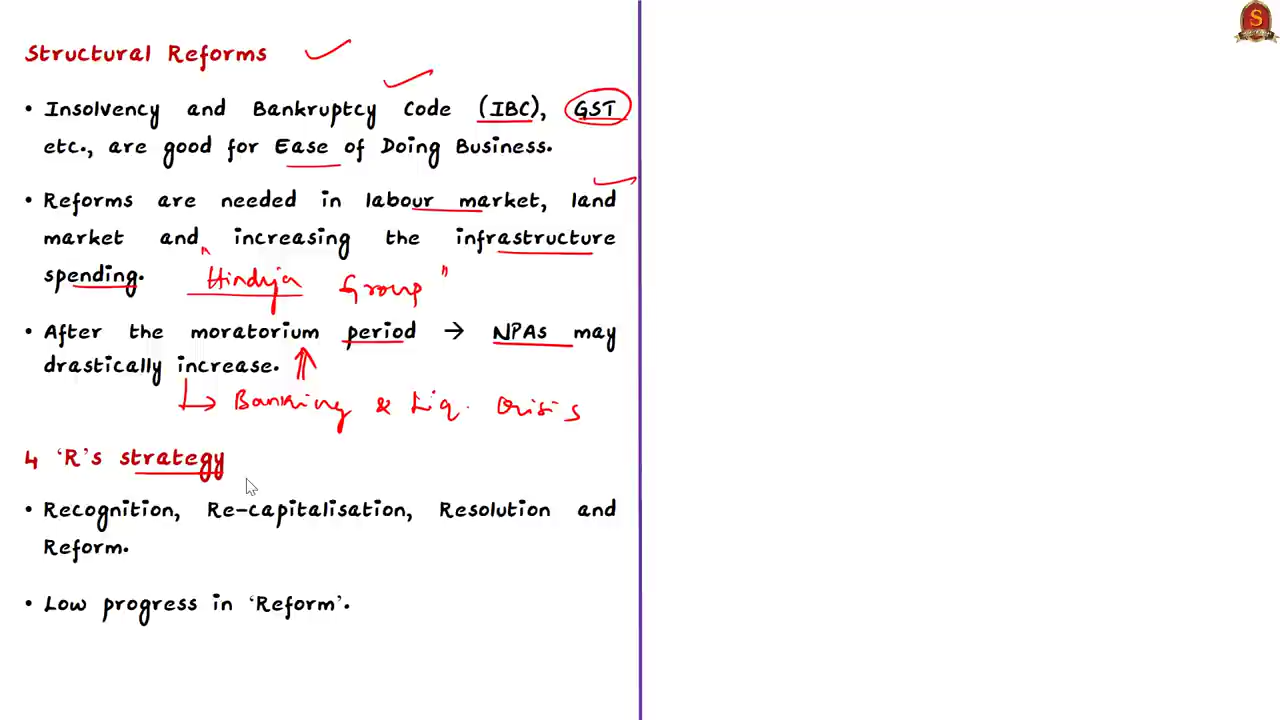 Structural Reforms
• Insolvency and Bankruptcy Code (IBC), GST
etc., are good for Ease of Doing Business.
• Reforms are needed in labour market, land
market and increasing the infrastructure
spending.
"Hinduja Group"
• After the moratorium period → NPAs may
drastically increase.
↳ Banking & Liq. Crisis
4 'R's strategy
• Recognition, Re-capitalisation, Resolution and
Reform.
• Low progress in 'Reform'.
S